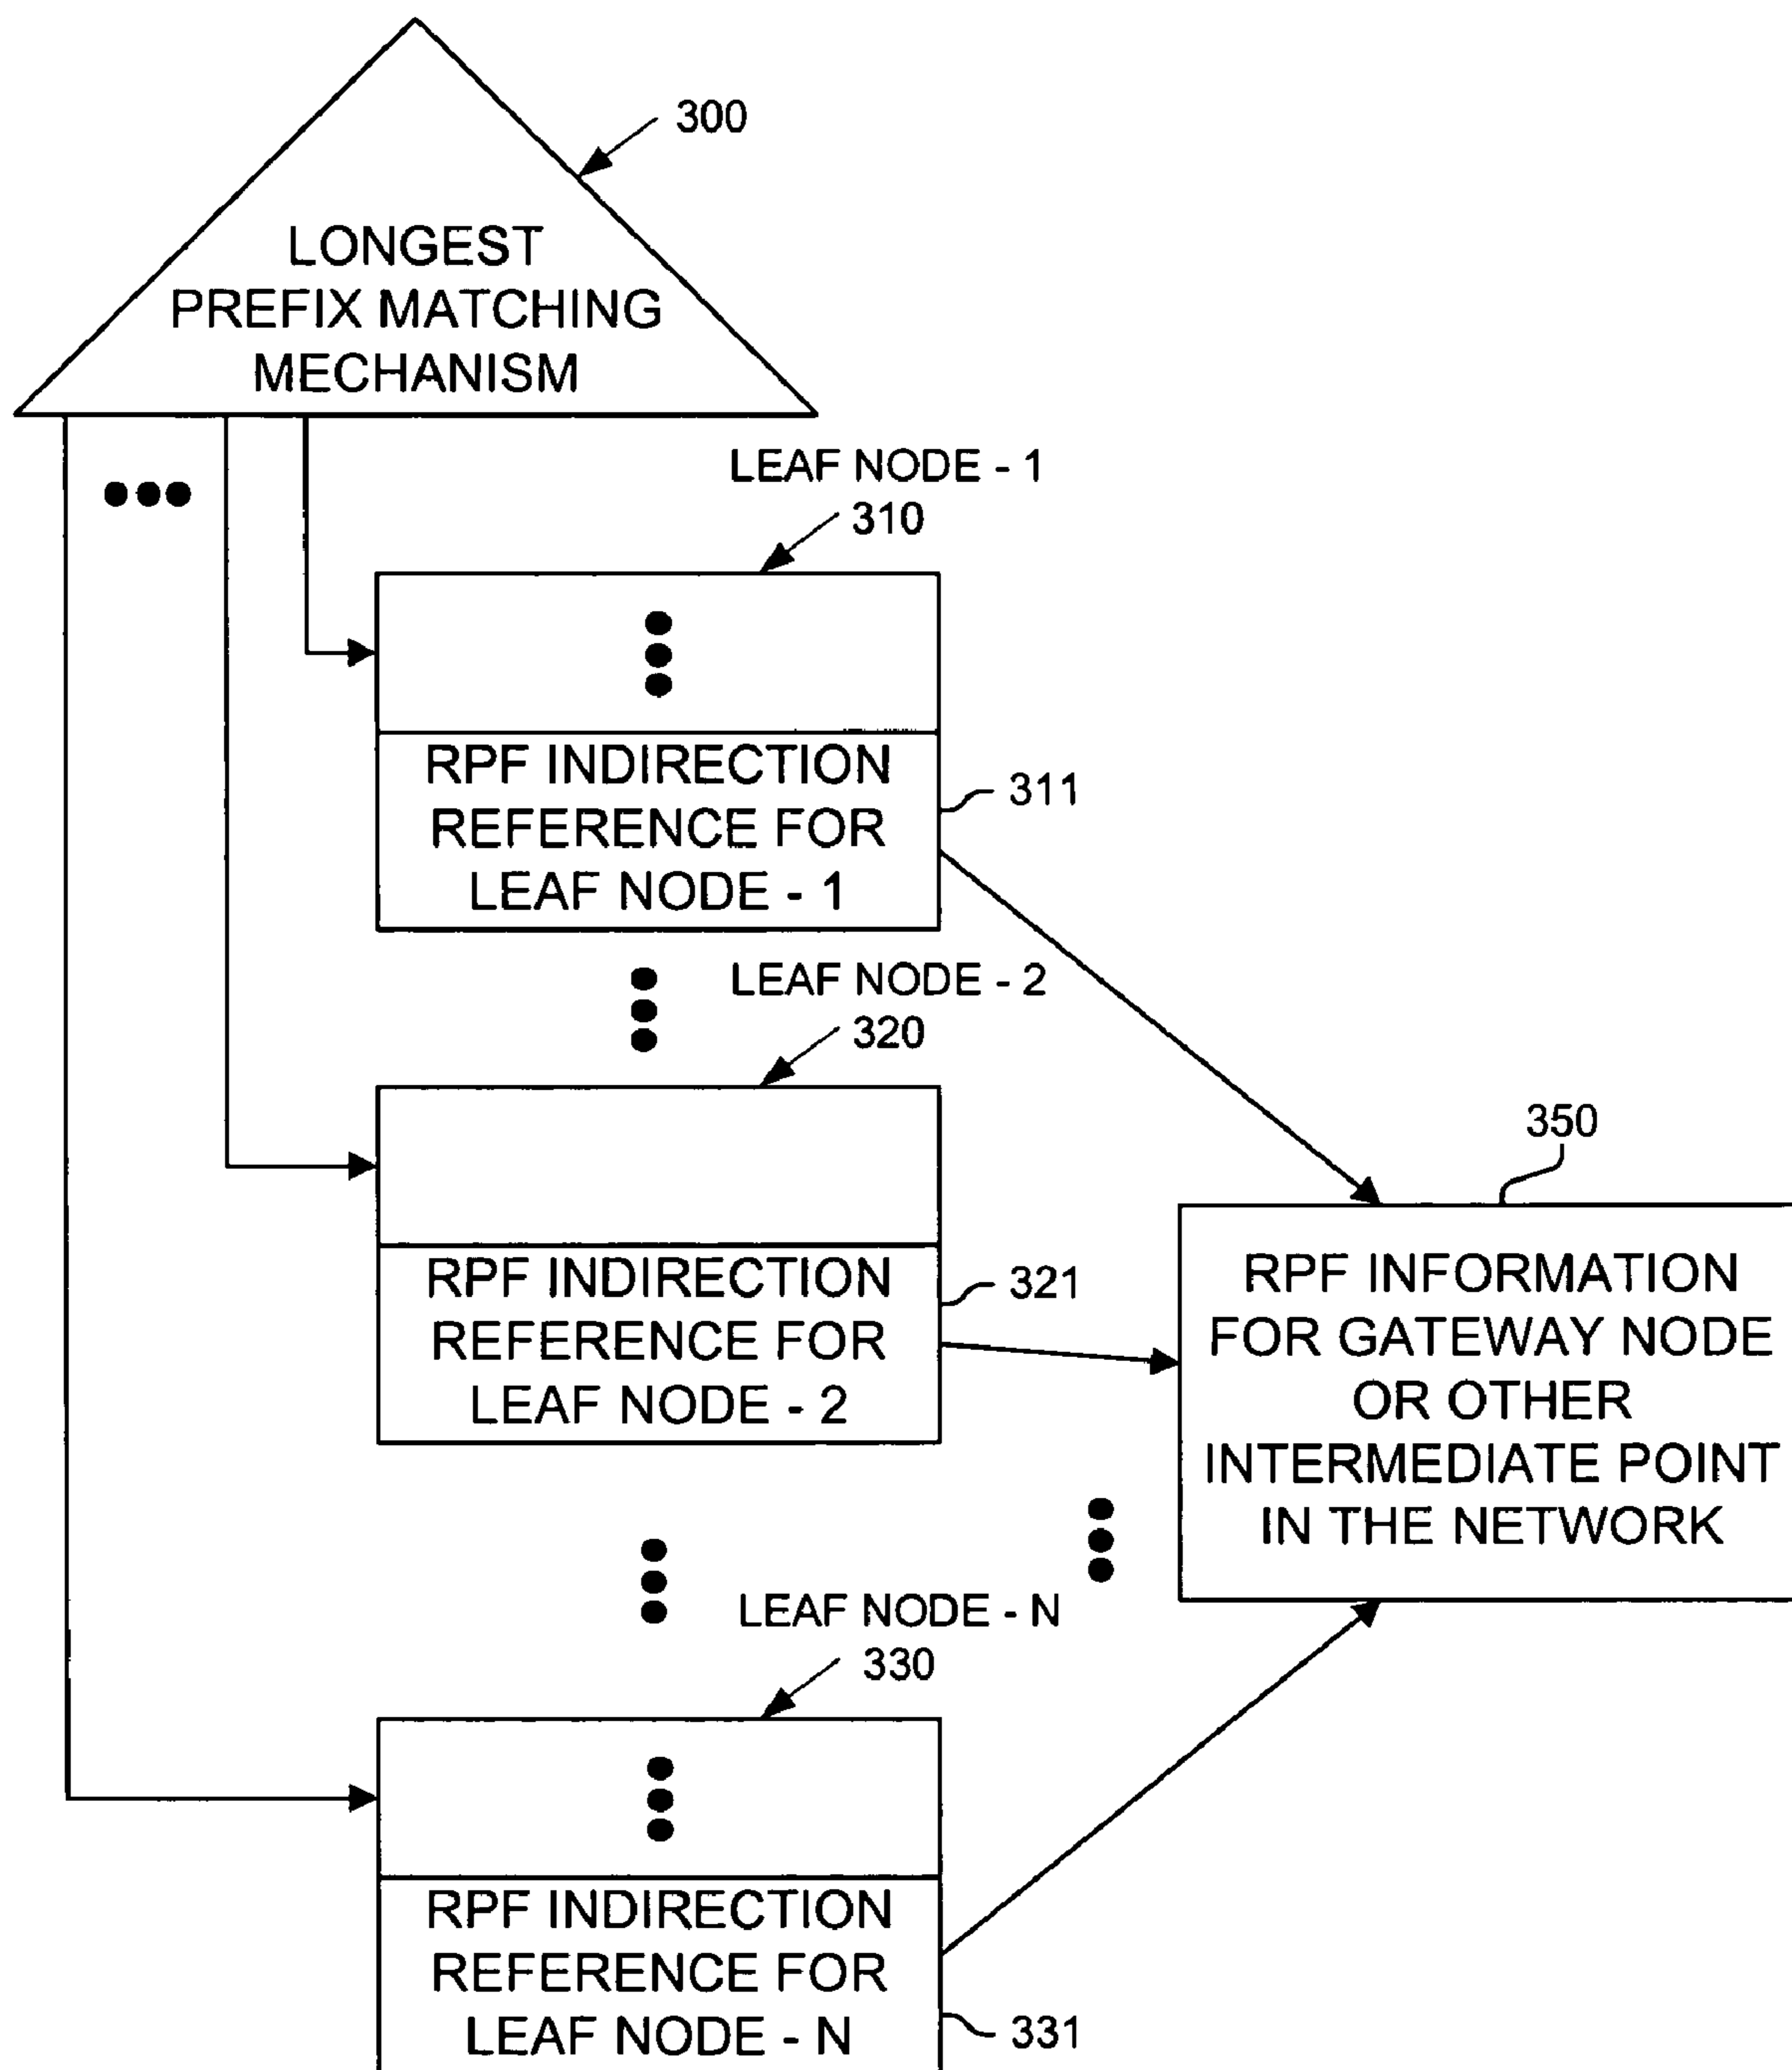 300
LONGEST
PREFIX MATCHING
MECHANISM
LEAF NODE - 1
310
RPF INDIRECTION
REFERENCE FOR
LEAF NODE - 1
311
LEAF NODE - 2
320
RPF INDIRECTION
REFERENCE FOR
LEAF NODE - 2
321
350
RPF INFORMATION
FOR GATEWAY NODE
OR OTHER
INTERMEDIATE POINT
IN THE NETWORK
LEAF NODE - N
330
RPF INDIRECTION
REFERENCE FOR
LEAF NODE - N
331